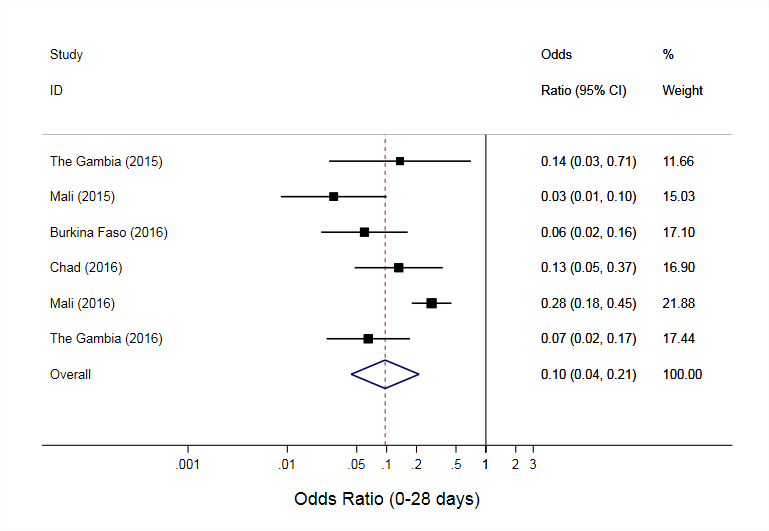 Study Odds %
ID Ratio (95% CI) Weight
The Gambia (2015) 0.14 (0.03, 0.71) 11.66
Mali (2015) 0.03 (0.01, 0.10) 15.03
Burkina Faso (2016) 0.06 (0.02, 0.16) 17.10
Chad (2016) 0.13 (0.05, 0.37) 16.90
Mali (2016) 0.28 (0.18, 0.45) 21.88
The Gambia (2016) 0.07 (0.02, 0.17) 17.44
Overall 0.10 (0.04, 0.21) 100.00
.001 .01 .05 .1 .2 .5 1 2 3
Odds Ratio (0-28 days)